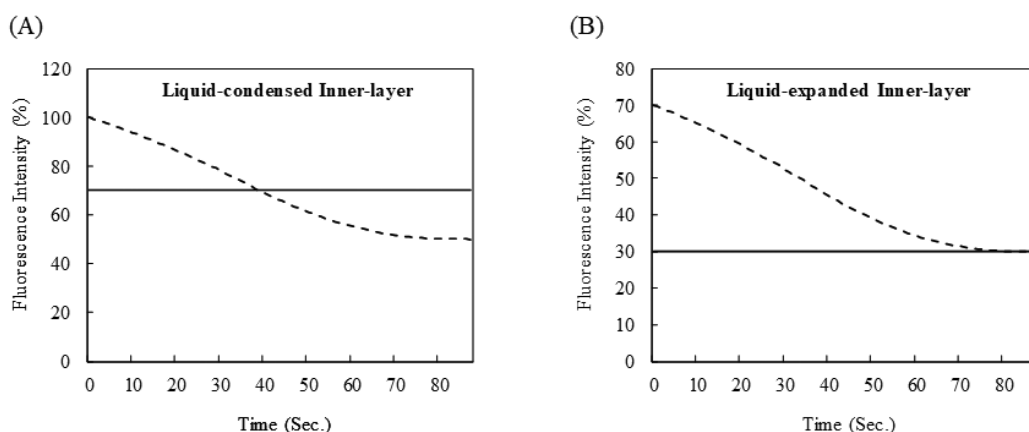 (A)
Liquid-condensed Inner-layer
Fluorescence Intensity (%)
120
100
80
60
40
20
0
0 10 20 30 40 50 60 70 80
Time (Sec.)
(B)
Liquid-expanded Inner-layer
Fluorescence Intensity (%)
80
70
60
50
40
30
20
10
0
0 10 20 30 40 50 60 70 80
Time (Sec.)